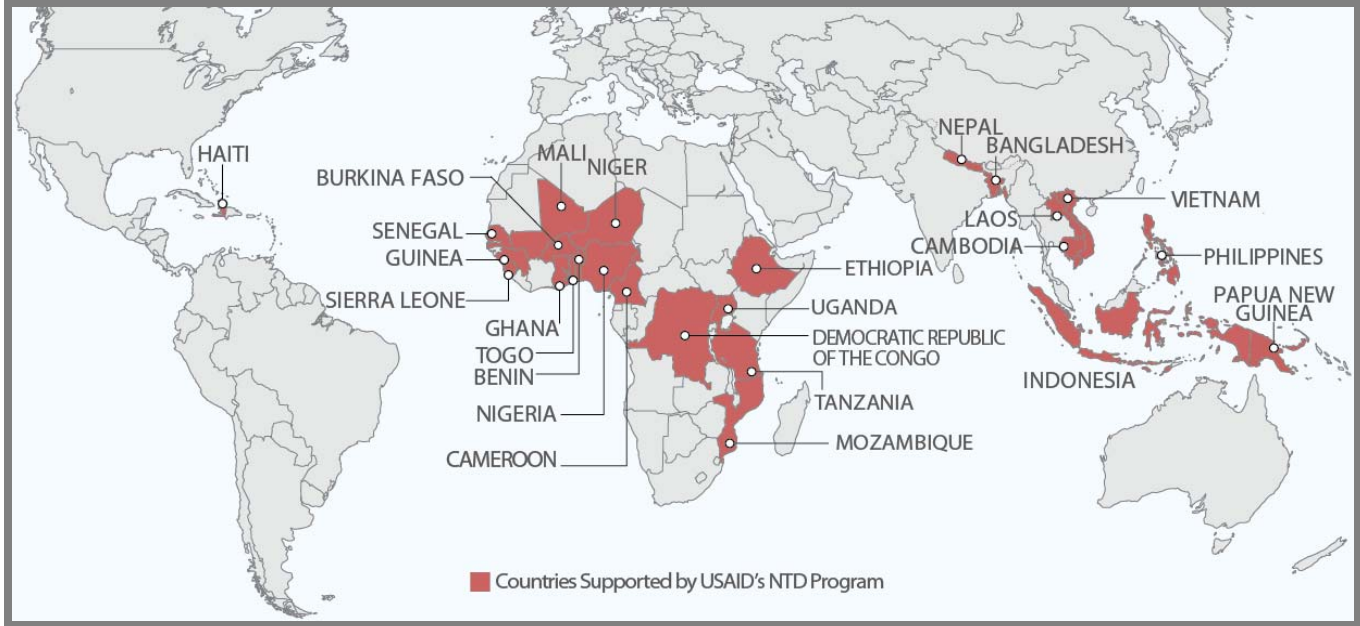 HAITI
MALI
NIGER
BURKINA FASO
SENEGAL
GUINEA
SIERRA LEONE
GHANA
TOGO
BENIN
NIGERIA
CAMEROON
ETHIOPIA
UGANDA
DEMOCRATIC REPUBLIC
OF THE CONGO
TANZANIA
MOZAMBIQUE
NEPAL
BANGLADESH
VIETNAM
LAOS
CAMBODIA
PHILIPPINES
PAPUA NEW
GUINEA
INDONESIA
Countries Supported by USAID's NTD Program